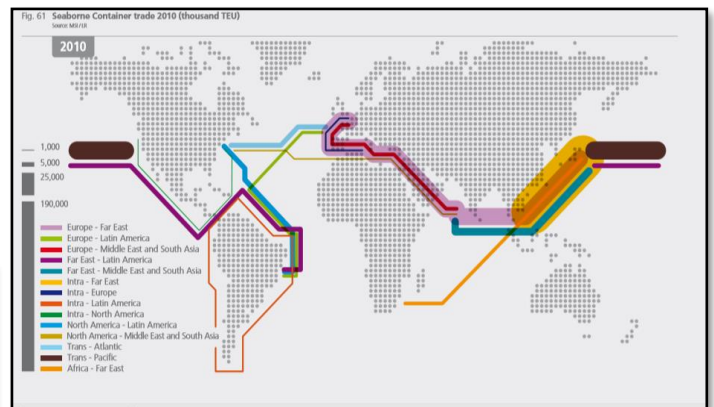 Fig. 61 Seaborne Container trade 2010 (thousand TEU)
Source: MSI/LR
2010
1,000
5,000
25,000
190,000
Europe - Far East
Europe - Latin America
Europe - Middle East and South Asia
Far East - Latin America
Far East - Middle East and South Asia
Intra - Far East
Intra - Europe
Intra - Latin America
Intra - North America
North America - Latin America
North America - Middle East and South Asia
Trans - Atlantic
Trans - Pacific
Africa - Far East